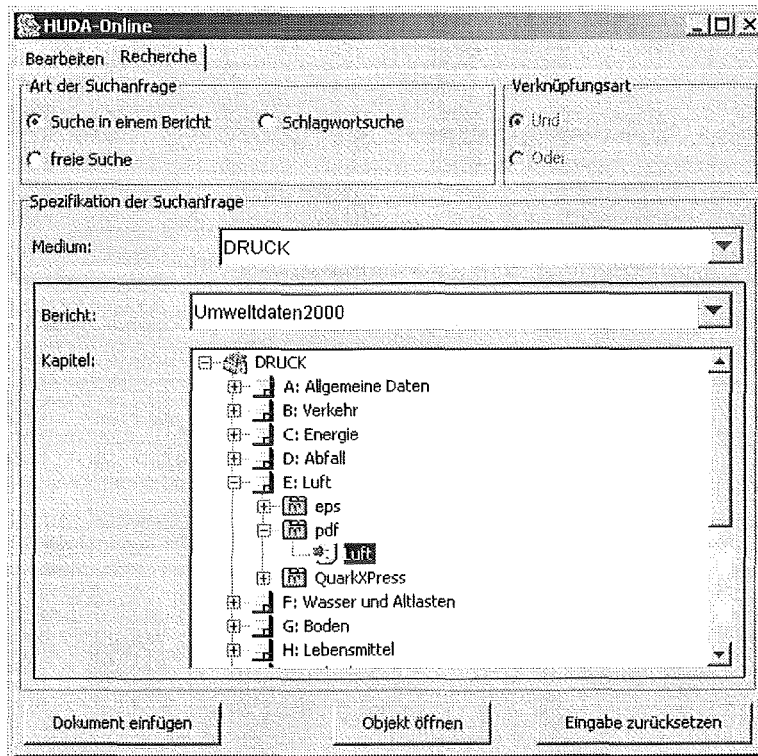 HUDA-Online
Bearbeiten Recherche
Art der Suchanfrage
Verknüpfungsart
Suche in einem Bericht
Schlagwortsuche
Und
freie Suche
Oder
Spezifikation der Suchanfrage
Medium:
DRUCK
Bericht:
Umweltdaten2000
Kapitel:
DRUCK
A: Allgemeine Daten
B: Verkehr
C: Energie
D: Abfall
E: Luft
eps
pdf
Luft
QuarkXPress
F: Wasser und Altlasten
G: Boden
H: Lebensmittel
Dokument einfügen
Objekt öffnen
Eingabe zurücksetzen